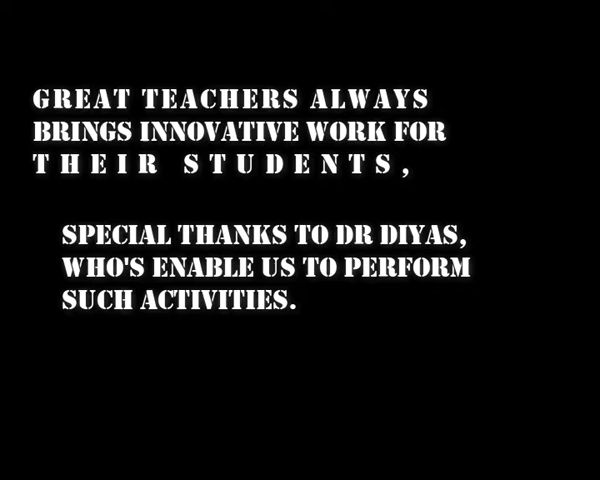 GREAT TEACHERS ALWAYS
BRINGS INNOVATIVE WORK FOR
THEIR STUDENTS,
SPECIAL THANKS TO DR DIYAS,
WHO'S ENABLE US TO PERFORM
SUCH ACTIVITIES.